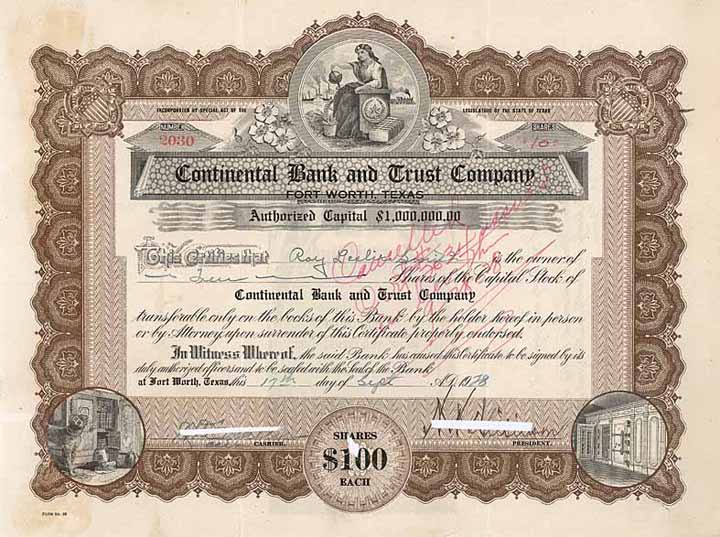 INCORPORATED BY SPECIAL ACT OF THE LEGISLATURE OF THE STATE OF TEXAS
NUMBER
2030
SHARES
10
Continental Bank and Trust Company
FORT WORTH, TEXAS
Authorized Capital $1,000,000.00
This Certifies that Roy Leslie is the owner of
Ten Shares of the Capital Stock of
Continental Bank and Trust Company
transferable only on the books of this Bank by the holder hereof in person
or by Attorney, upon surrender of this Certificate properly endorsed.
In Witness Whereof, the said Bank has caused this Certificate to be signed by its
duly authorized officers and to be sealed with the Seal of the Bank
at Fort Worth, Texas, this 17th day of Sept A.D. 1928
Cancelled
CASHIER.
PRESIDENT.
SHARES
$100
EACH
FORM No. 60